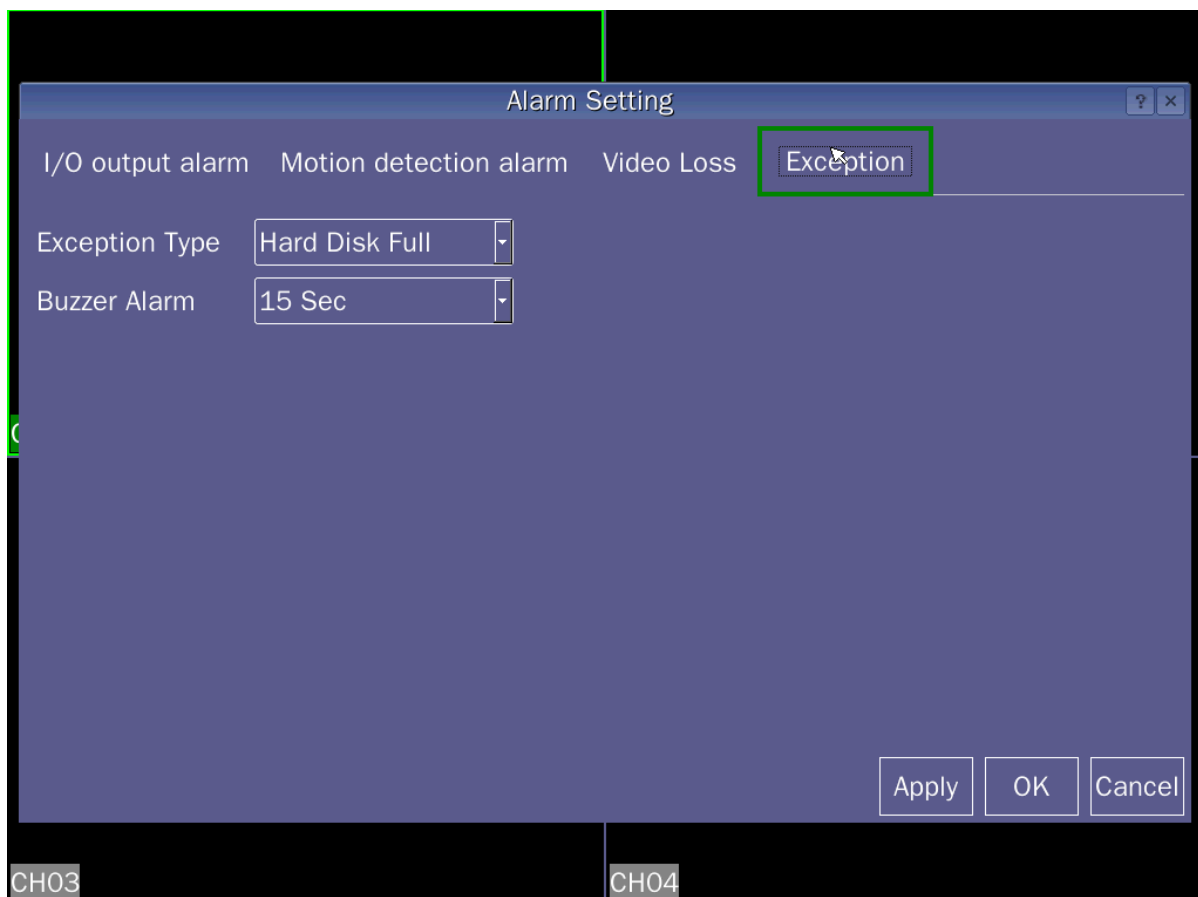 Alarm Setting
? ×
I/O output alarm Motion detection alarm Video Loss Exception
Exception Type Hard Disk Full
Buzzer Alarm 15 Sec
Apply OK Cancel
CH03 CH04